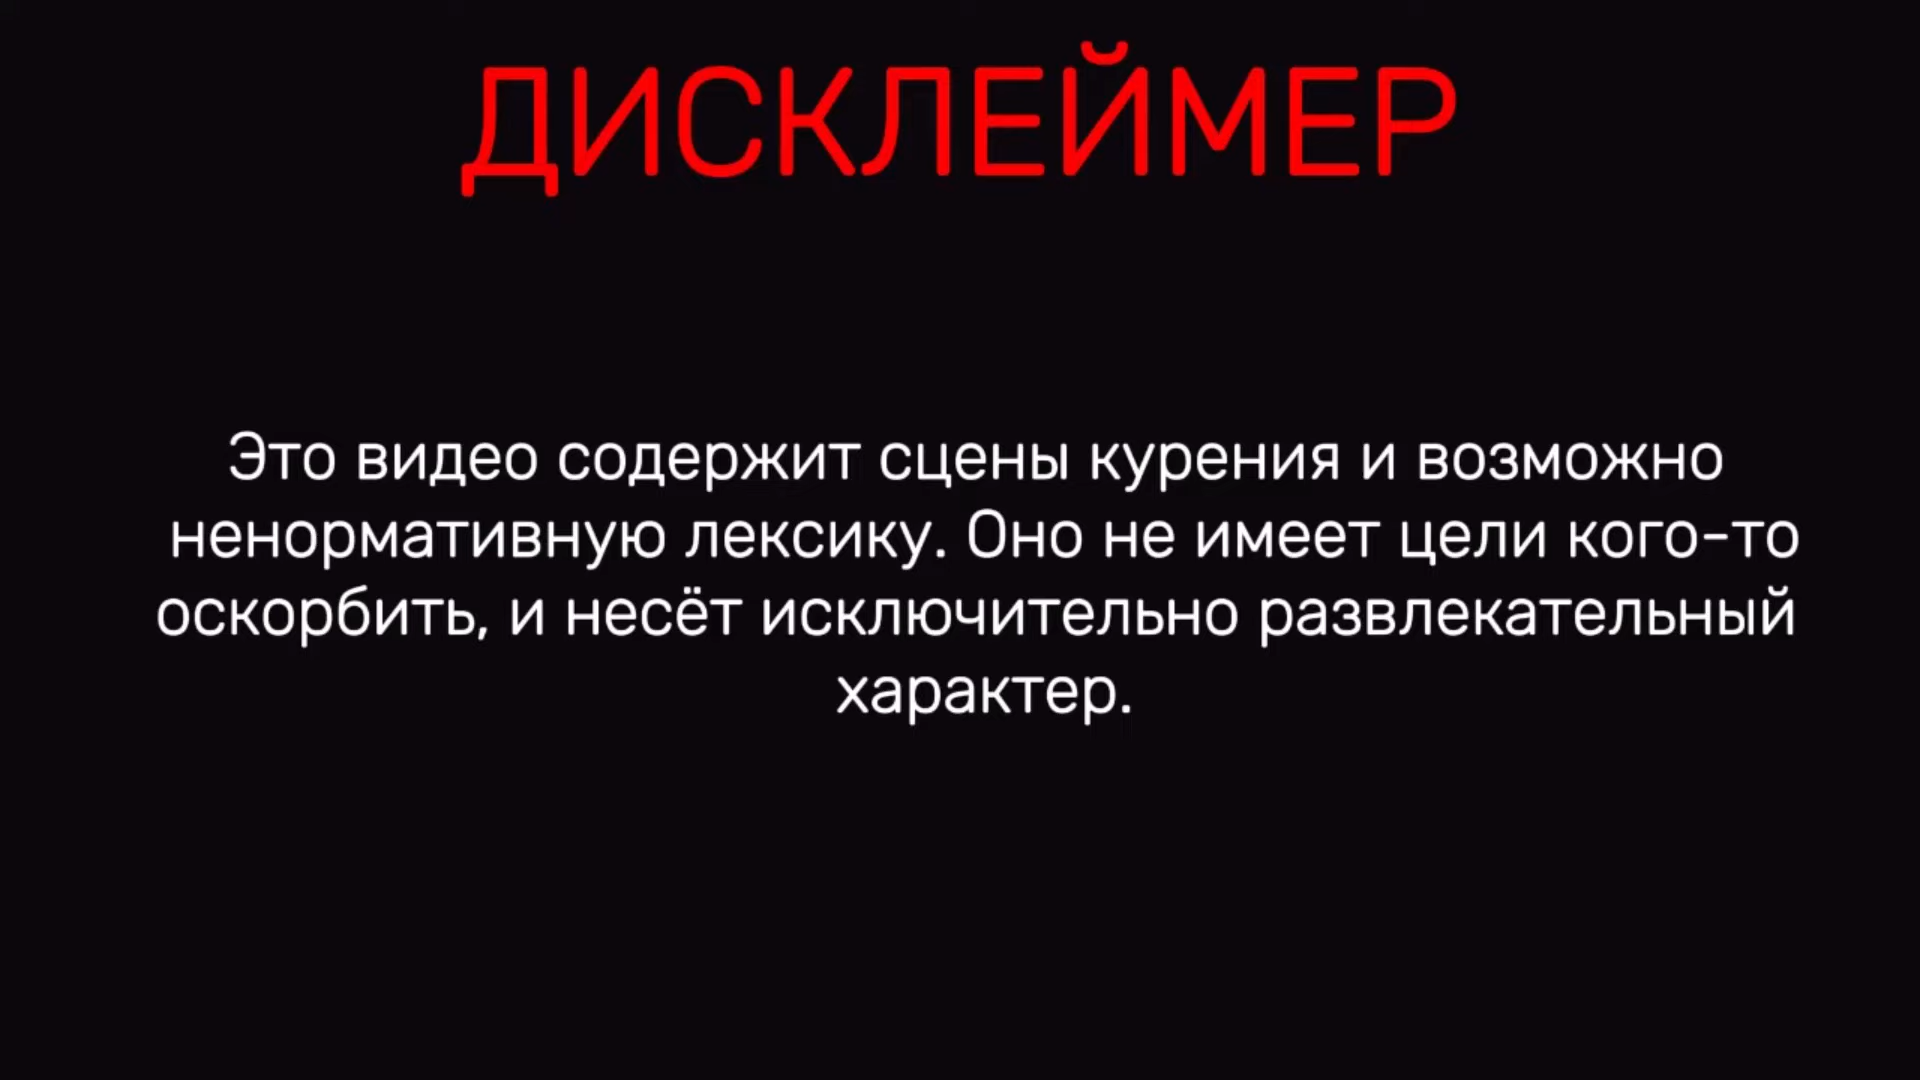 ДИСКЛЕЙМЕР
Это видео содержит сцены курения и возможно
ненормативную лексику. Оно не имеет цели кого-то
оскорбить, и несёт исключительно развлекательный
характер.